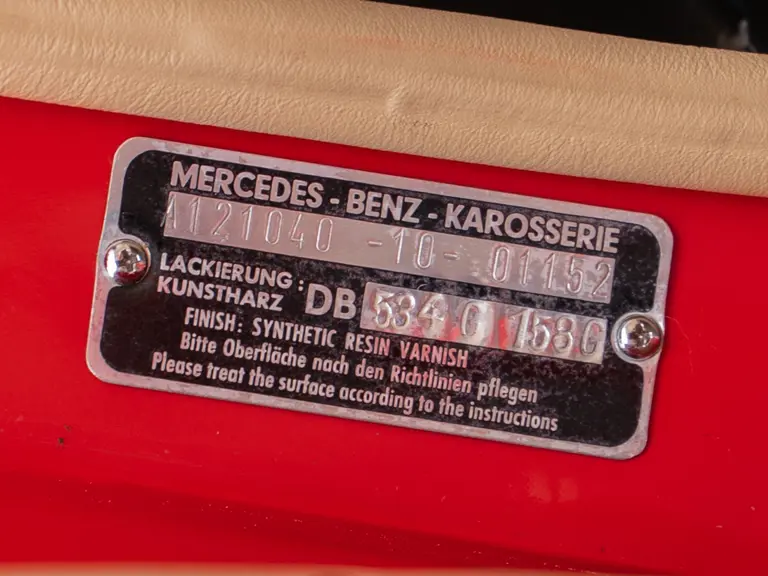 MERCEDES - BENZ - KAROSSERIE
A121040 -10- 01152
LACKIERUNG :
KUNSTHARZ DB 534 G 158 G
FINISH: SYNTHETIC RESIN VARNISH
Bitte Oberfläche nach den Richtlinien pflegen
Please treat the surface according to the instructions